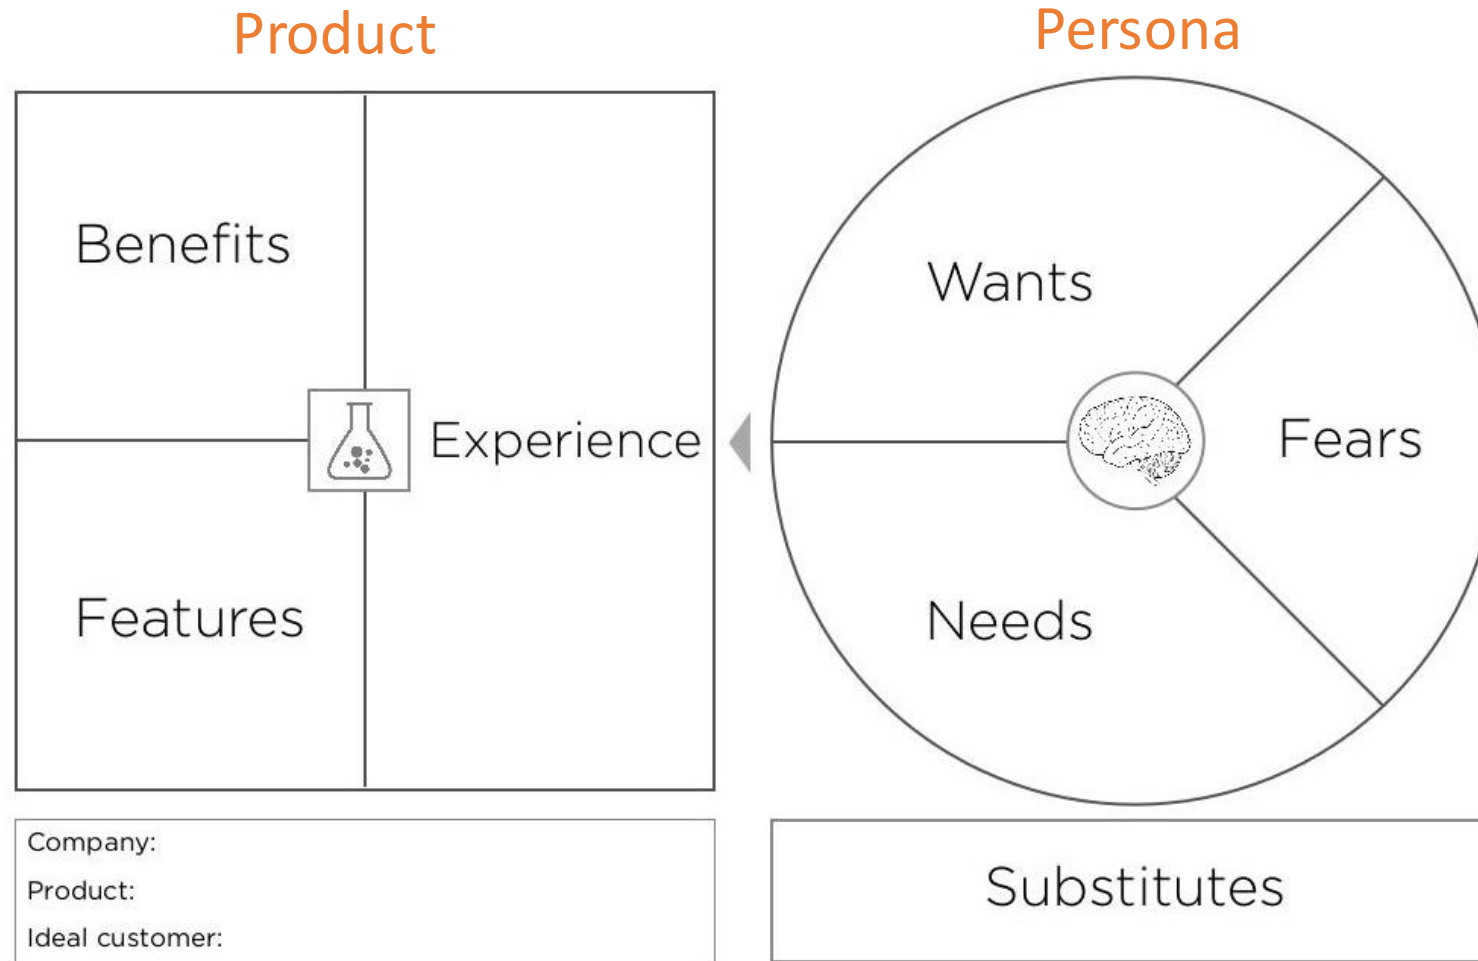 Product
Persona
Benefits
Wants
Experience
Fears
Features
Needs
Company:
Product:
Ideal customer:
Substitutes